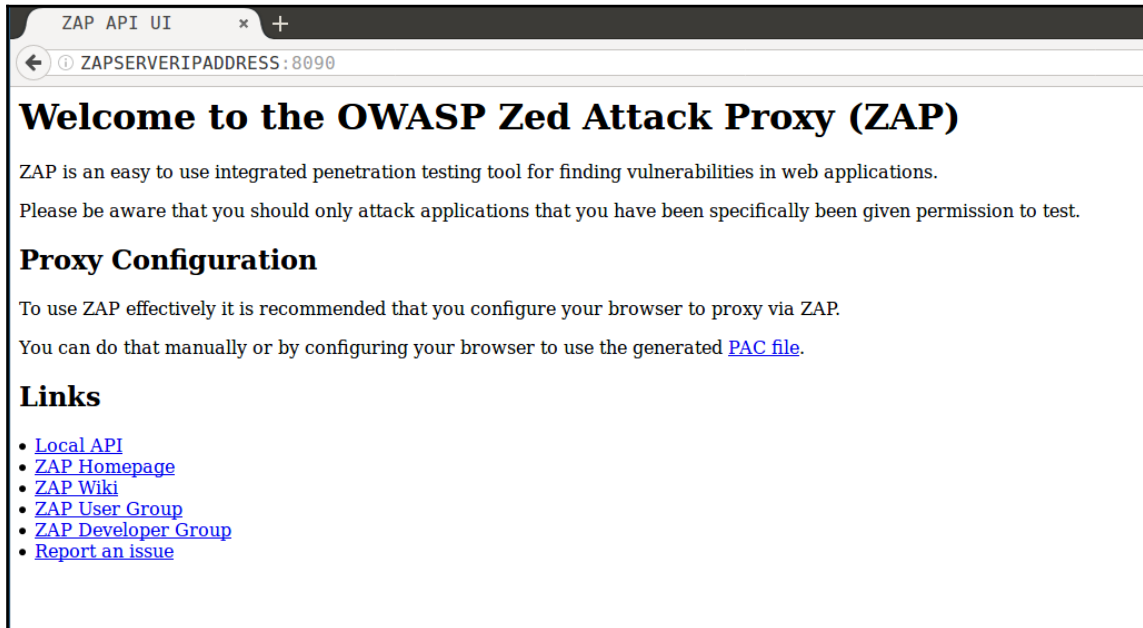 ZAP API UI
ZAPSERVERIPADDRESS:8090
Welcome to the OWASP Zed Attack Proxy (ZAP)
ZAP is an easy to use integrated penetration testing tool for finding vulnerabilities in web applications.
Please be aware that you should only attack applications that you have been specifically been given permission to test.
Proxy Configuration
To use ZAP effectively it is recommended that you configure your browser to proxy via ZAP.
You can do that manually or by configuring your browser to use the generated PAC file.
Links
• Local API
• ZAP Homepage
• ZAP Wiki
• ZAP User Group
• ZAP Developer Group
• Report an issue